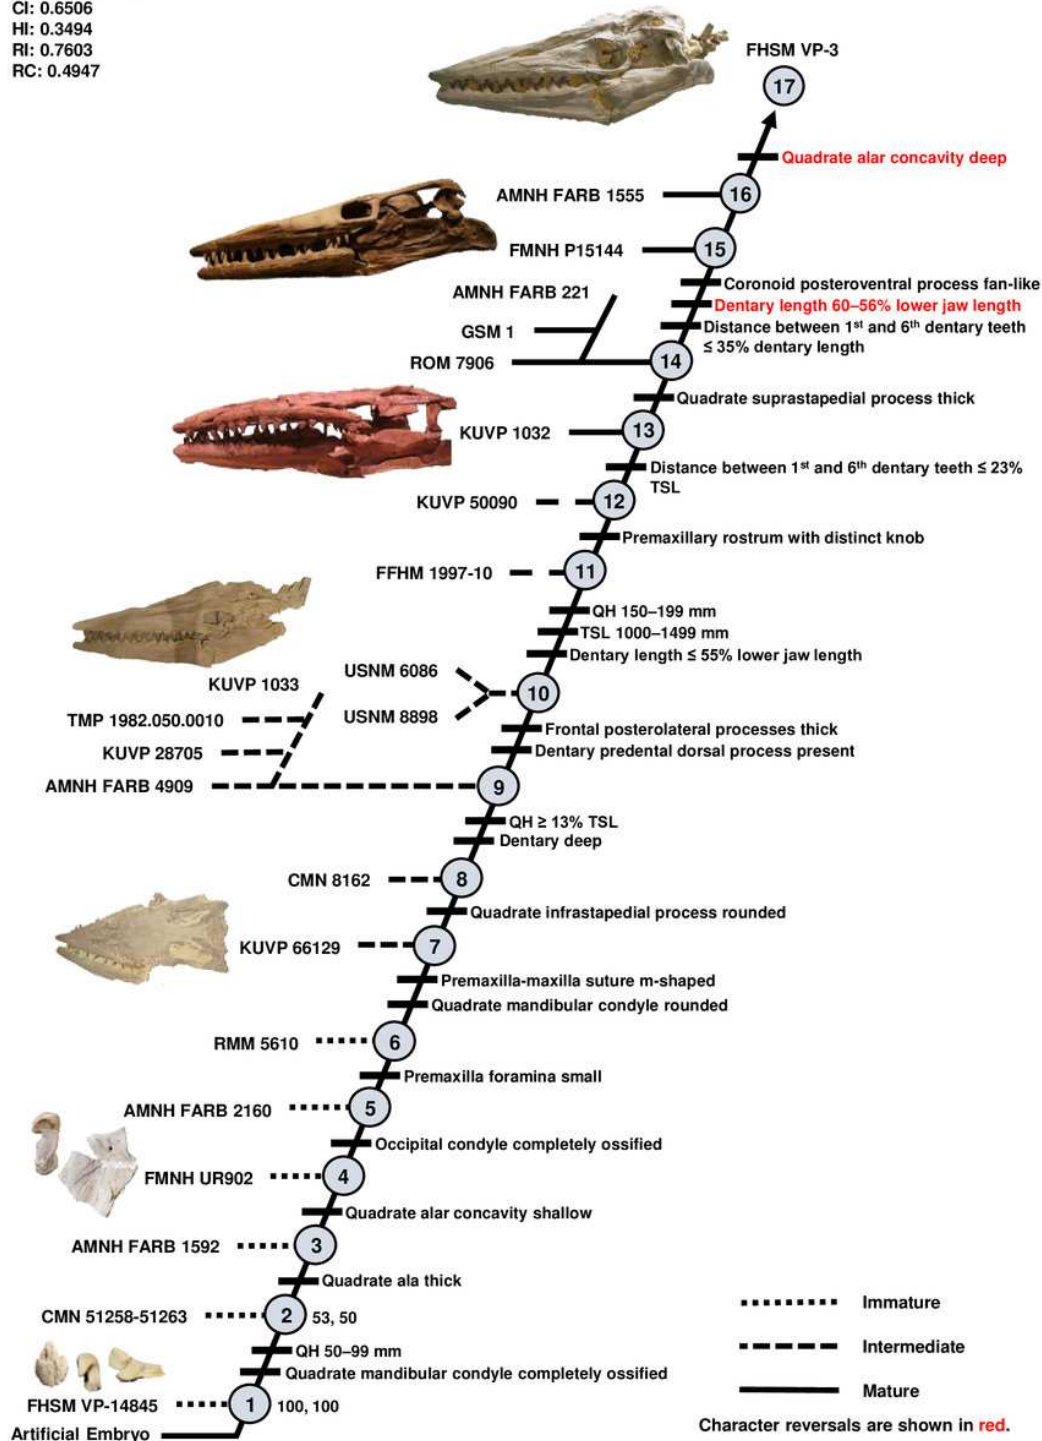 CI: 0.6506
HI: 0.3494
RI: 0.7603
RC: 0.4947
FHSM VP-3
17
Quadrate alar concavity deep
AMNH FARB 1555
16
FMNH P15144
15
Coronoid posteroventral process fan-like
AMNH FARB 221
Dentary length 60–56% lower jaw length
GSM 1
Distance between 1st and 6th dentary teeth
≤ 35% dentary length
ROM 7906
14
Quadrate suprastapedial process thick
KUVP 1032
13
Distance between 1st and 6th dentary teeth ≤ 23%
TSL
KUVP 50090
12
Premaxillary rostrum with distinct knob
FFHM 1997-10
11
QH 150–199 mm
TSL 1000–1499 mm
Dentary length ≤ 55% lower jaw length
USNM 6086
KUVP 1033
10
TMP 1982.050.0010
USNM 8898
Frontal posterolateral processes thick
KUVP 28705
Dentary predental dorsal process present
AMNH FARB 4909
9
QH ≥ 13% TSL
Dentary deep
CMN 8162
8
Quadrate infrastapedial process rounded
KUVP 66129
7
Premaxilla-maxilla suture m-shaped
Quadrate mandibular condyle rounded
RMM 5610
6
Premaxilla foramina small
AMNH FARB 2160
5
Occipital condyle completely ossified
FMNH UR902
4
Quadrate alar concavity shallow
AMNH FARB 1592
3
Quadrate ala thick
CMN 51258-51263
2
53, 50
QH 50–99 mm
Quadrate mandibular condyle completely ossified
FHSM VP-14845
1
100, 100
Artificial Embryo
Immature
Intermediate
Mature
Character reversals are shown in red.